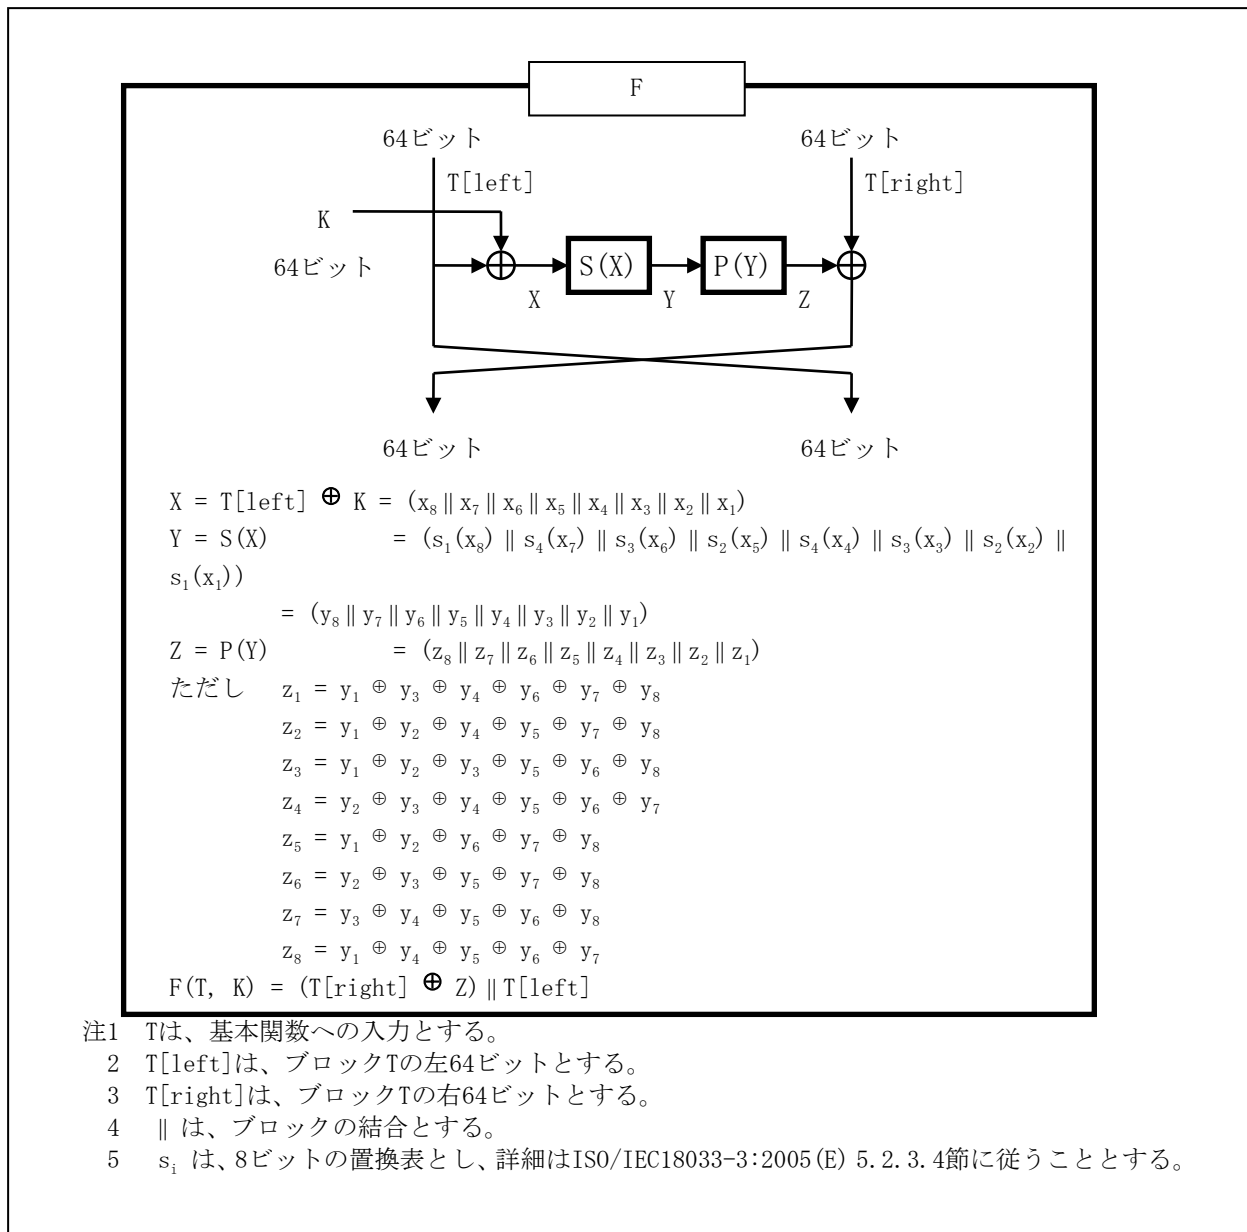 F
64ビット 64ビット
T[left] T[right]
K
64ビット
S(X) P(Y)
X Y Z
64ビット 64ビット
X = T[left] ⊕ K = (x₈‖x₇‖x₆‖x₅‖x₄‖x₃‖x₂‖x₁)
Y = S(X) = (s₁(x₈)‖s₄(x₇)‖s₃(x₆)‖s₂(x₅)‖s₄(x₄)‖s₃(x₃)‖s₂(x₂)‖
s₁(x₁))
= (y₈‖y₇‖y₆‖y₅‖y₄‖y₃‖y₂‖y₁)
Z = P(Y) = (z₈‖z₇‖z₆‖z₅‖z₄‖z₃‖z₂‖z₁)
ただし z₁ = y₁ ⊕ y₃ ⊕ y₄ ⊕ y₆ ⊕ y₇ ⊕ y₈
z₂ = y₁ ⊕ y₂ ⊕ y₄ ⊕ y₅ ⊕ y₇ ⊕ y₈
z₃ = y₁ ⊕ y₂ ⊕ y₃ ⊕ y₅ ⊕ y₆ ⊕ y₈
z₄ = y₂ ⊕ y₃ ⊕ y₄ ⊕ y₅ ⊕ y₆ ⊕ y₇
z₅ = y₁ ⊕ y₂ ⊕ y₆ ⊕ y₇ ⊕ y₈
z₆ = y₂ ⊕ y₃ ⊕ y₅ ⊕ y₇ ⊕ y₈
z₇ = y₃ ⊕ y₄ ⊕ y₅ ⊕ y₆ ⊕ y₈
z₈ = y₁ ⊕ y₄ ⊕ y₅ ⊕ y₆ ⊕ y₇
F(T, K) = (T[right] ⊕ Z)‖T[left]
注1 Tは、基本関数への入力とする。
2 T[left]は、ブロックTの左64ビットとする。
3 T[right]は、ブロックTの右64ビットとする。
4 ‖は、ブロックの結合とする。
5 sᵢは、8ビットの置換表とし、詳細はISO/IEC18033-3:2005(E) 5.2.3.4節に従うこととする。